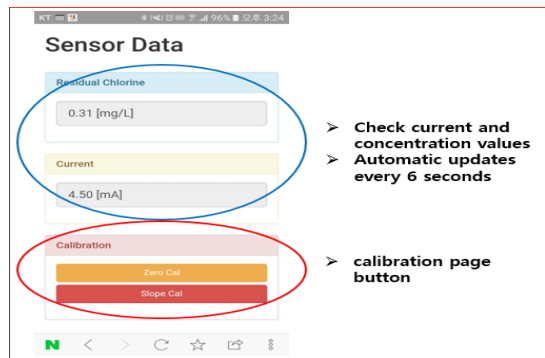 KT 96% 오후 3:24
Sensor Data
Residual Chlorine
0.31 [mg/L]
Current
4.50 [mA]
Calibration
Zero Cal
Slope Cal
N
➢ Check current and
concentration values
➢ Automatic updates
every 6 seconds
➢ calibration page
button